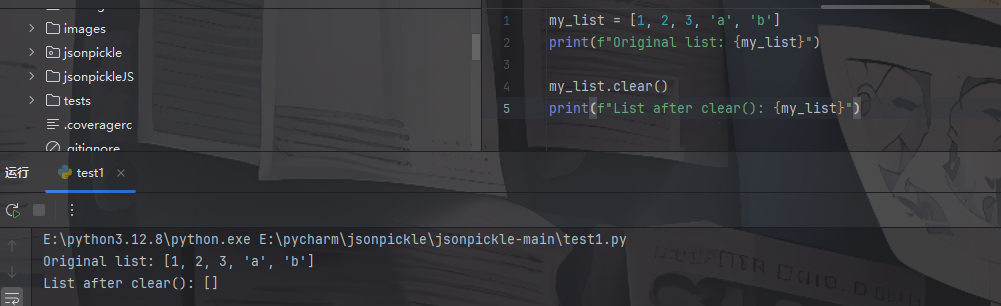 images
jsonpickle
jsonpickleJS
tests
.coveragerc
.gitignore
1 my_list = [1, 2, 3, 'a', 'b']
2 print(f"Original list: {my_list}")
3
4 my_list.clear()
5 print(f"List after clear(): {my_list}")
运行 test1
E:\python3.12.8\python.exe E:\pycharm\jsonpickle\jsonpickle-main\test1.py
Original list: [1, 2, 3, 'a', 'b']
List after clear(): []